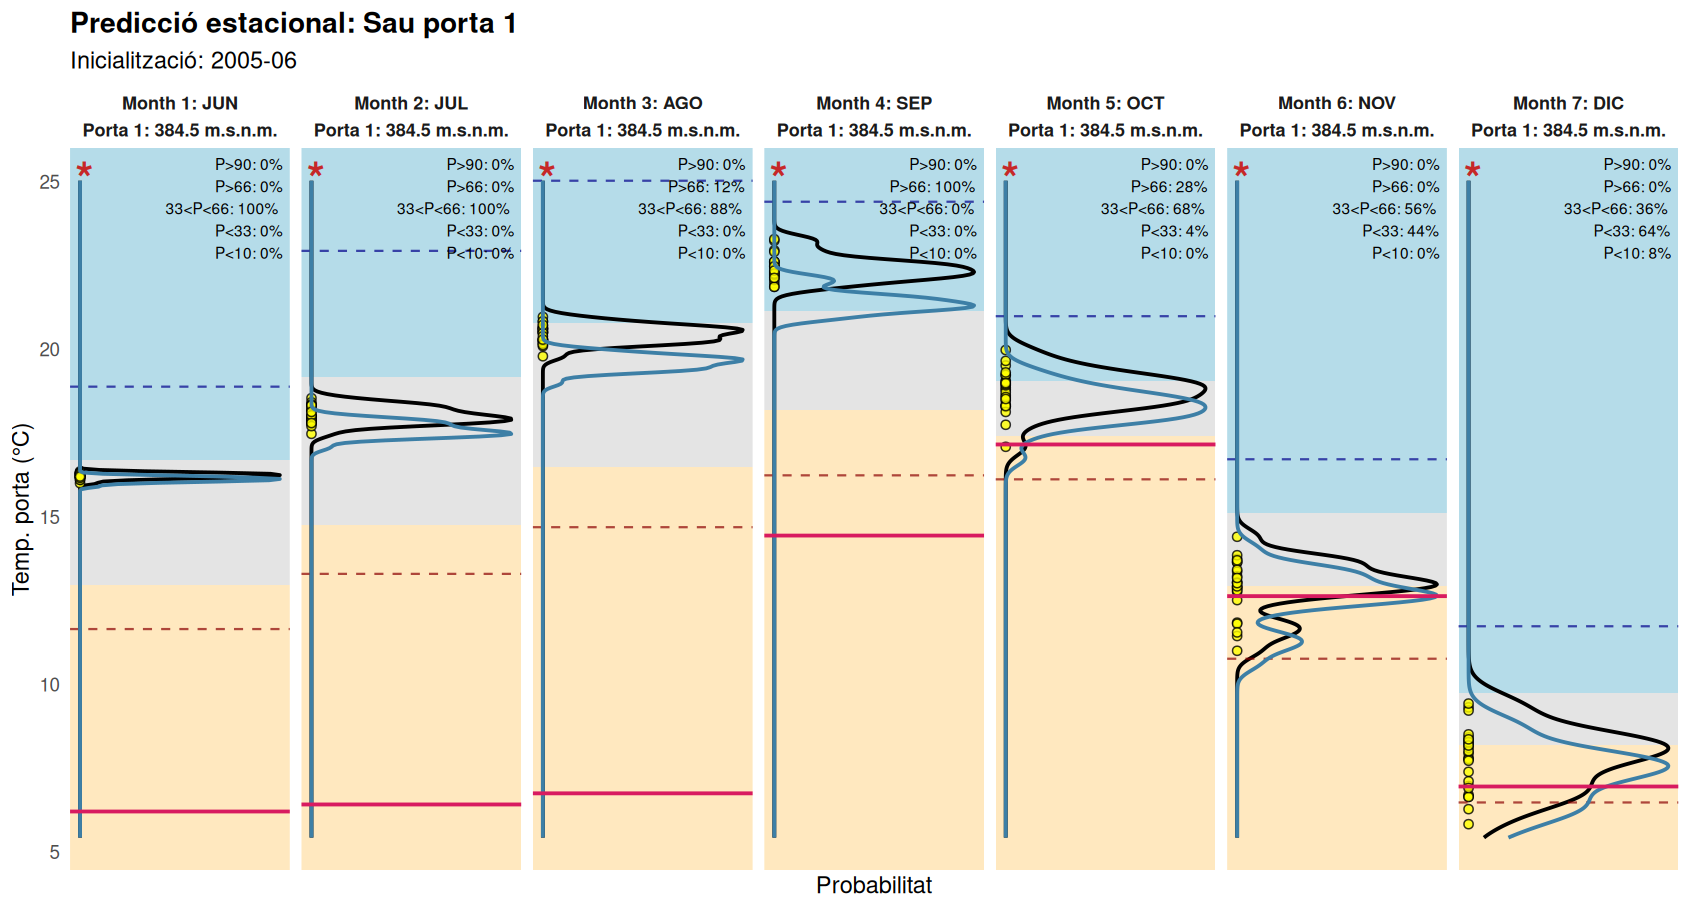 Predicció estacional: Sau porta 1
Inicialització: 2005-06
Month 1: JUN
Porta 1: 384.5 m.s.n.m.
Month 2: JUL
Porta 1: 384.5 m.s.n.m.
Month 3: AGO
Porta 1: 384.5 m.s.n.m.
Month 4: SEP
Porta 1: 384.5 m.s.n.m.
Month 5: OCT
Porta 1: 384.5 m.s.n.m.
Month 6: NOV
Porta 1: 384.5 m.s.n.m.
Month 7: DIC
Porta 1: 384.5 m.s.n.m.
*
P>90: 0%
P>66: 0%
33<P<66: 100%
P<33: 0%
P<10: 0%
*
P>90: 0%
P>66: 0%
33<P<66: 100%
P<33: 0%
P<10: 0%
*
P>90: 0%
P>66: 12%
33<P<66: 88%
P<33: 0%
P<10: 0%
*
P>90: 0%
P>66: 100%
33<P<66: 0%
P<33: 0%
P<10: 0%
*
P>90: 0%
P>66: 28%
33<P<66: 68%
P<33: 4%
P<10: 0%
*
P>90: 0%
P>66: 0%
33<P<66: 56%
P<33: 44%
P<10: 0%
*
P>90: 0%
P>66: 0%
33<P<66: 36%
P<33: 64%
P<10: 8%
25
20
15
10
5
Temp. porta (°C)
Probabilitat